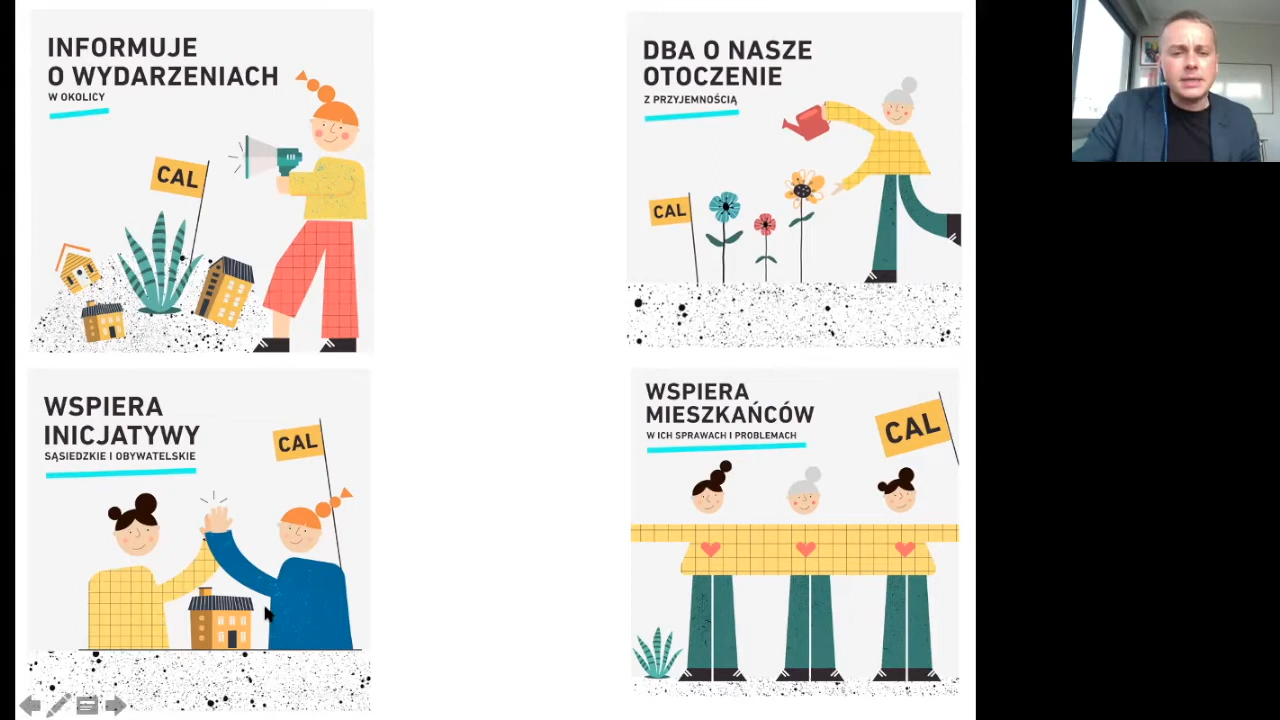 INFORMUJE
O WYDARZENIACH
W OKOLICY
CAL
DBA O NASZE
OTOCZENIE
Z PRZYJEMNOŚCIĄ
CAL
WSPIERA
INICJATYWY
SĄSIEDZKIE I OBYWATELSKIE
CAL
WSPIERA
MIESZKAŃCÓW
W ICH SPRAWACH I PROBLEMACH
CAL